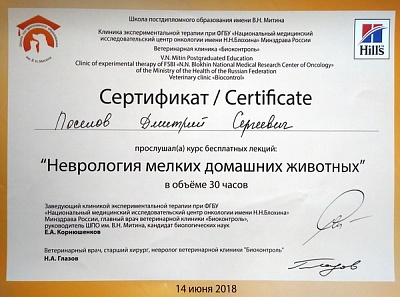 Школа постдипломного образования имени В.Н. Митина
Клиника экспериментальной терапии при ФГБУ «Национальный медицинский
исследовательский центр онкологии имени Н.Н.Блохина» Минздрава России
Ветеринарная клиника «Биоконтроль»
V.N. Mitin Postgraduated Education
Clinic of experimental therapy of FSBI «N.N. Blokhin National Medical Research Center of Oncology»
of the Ministry of the Health of the Russian Federation
Veterinary clinic «Biocontrol»
Hill's
Сертификат / Certificate
Поселов Дмитрий Сергеевич
прослушал(а) курс бесплатных лекций:
“Неврология мелких домашних животных”
в объёме 30 часов
Заведующий клиникой экспериментальной терапии при ФГБУ
«Национальный медицинский исследовательский центр онкологии имени Н.Н.Блохина»
Минздрава России, главный врач ветеринарной клиники «Биоконтроль»,
руководитель ШПО им. В.Н. Митина, кандидат биологических наук
Е.А. Корнюшенков
Ветеринарный врач, старший хирург, невролог ветеринарной клиники "Биоконтроль"
Н.А. Глазов
14 июня 2018